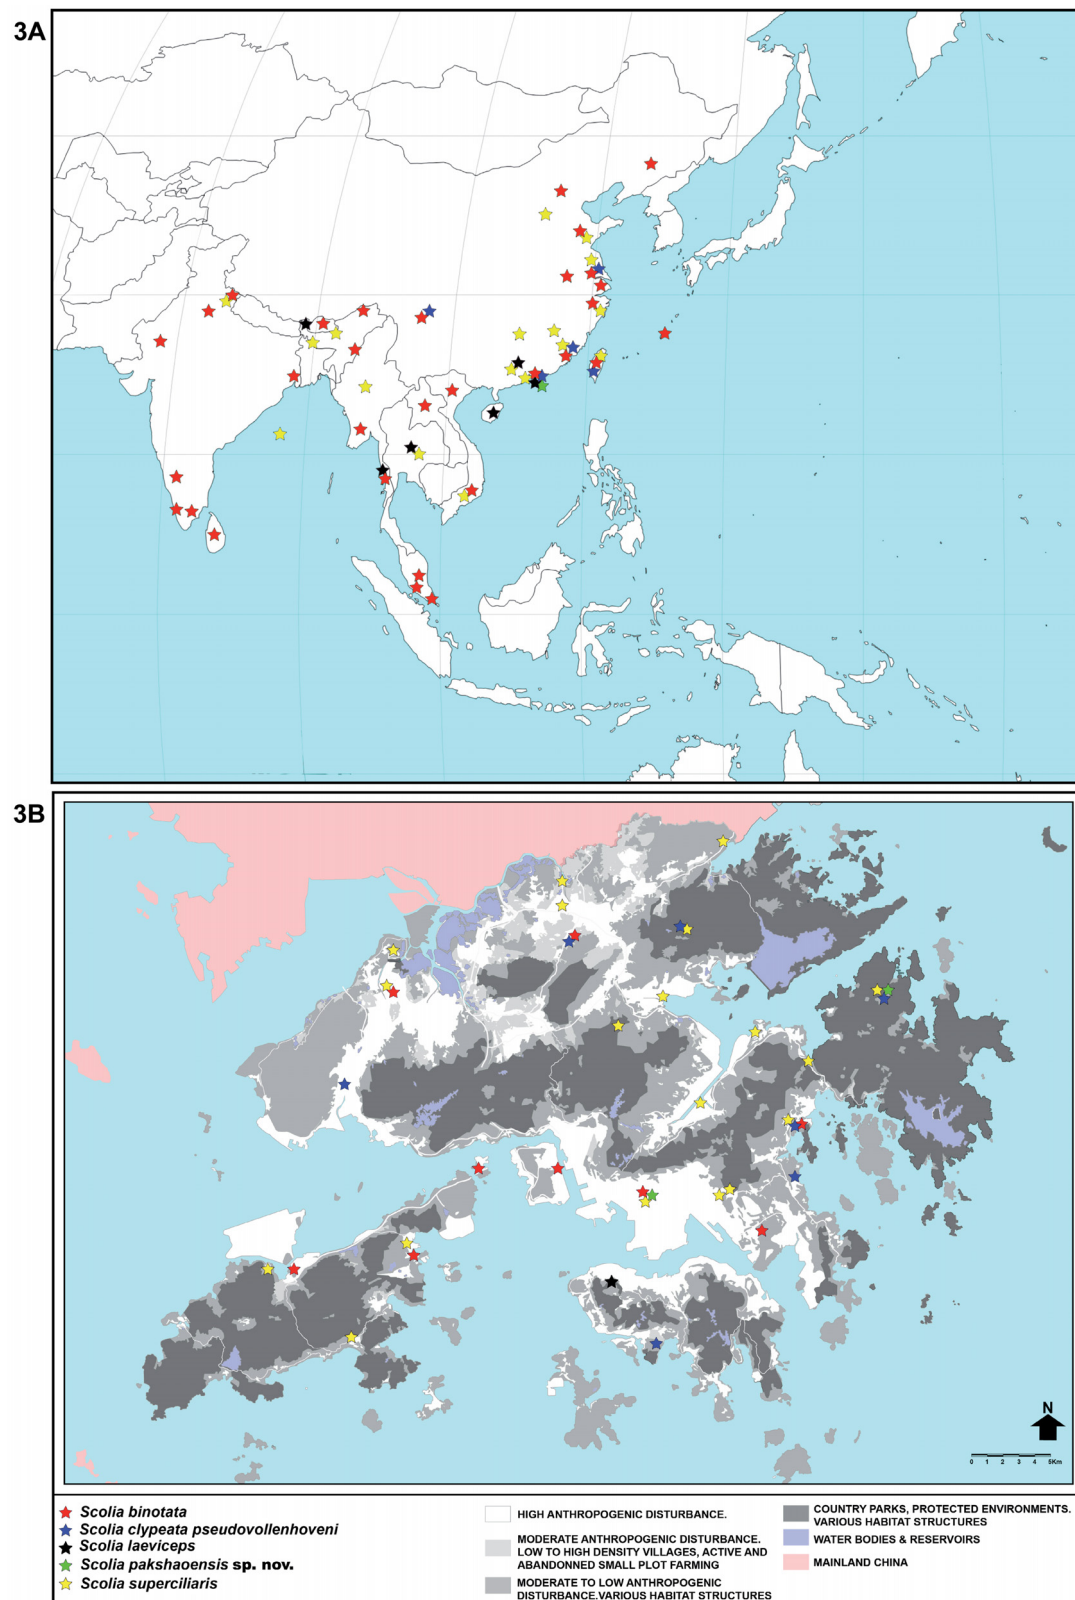 3A
3B
N
0 1 2 3 4 5Km
Scolia binotata
Scolia clypeata pseudovollenhoveni
Scolia laeviceps
Scolia pakshaoensis sp. nov.
Scolia superciliaris
HIGH ANTHROPOGENIC DISTURBANCE.
MODERATE ANTHROPOGENIC DISTURBANCE.
LOW TO HIGH DENSITY VILLAGES, ACTIVE AND
ABANDONNED SMALL PLOT FARMING
MODERATE TO LOW ANTHROPOGENIC
DISTURBANCE.VARIOUS HABITAT STRUCTURES
COUNTRY PARKS, PROTECTED ENVIRONMENTS.
VARIOUS HABITAT STRUCTURES
WATER BODIES & RESERVOIRS
MAINLAND CHINA